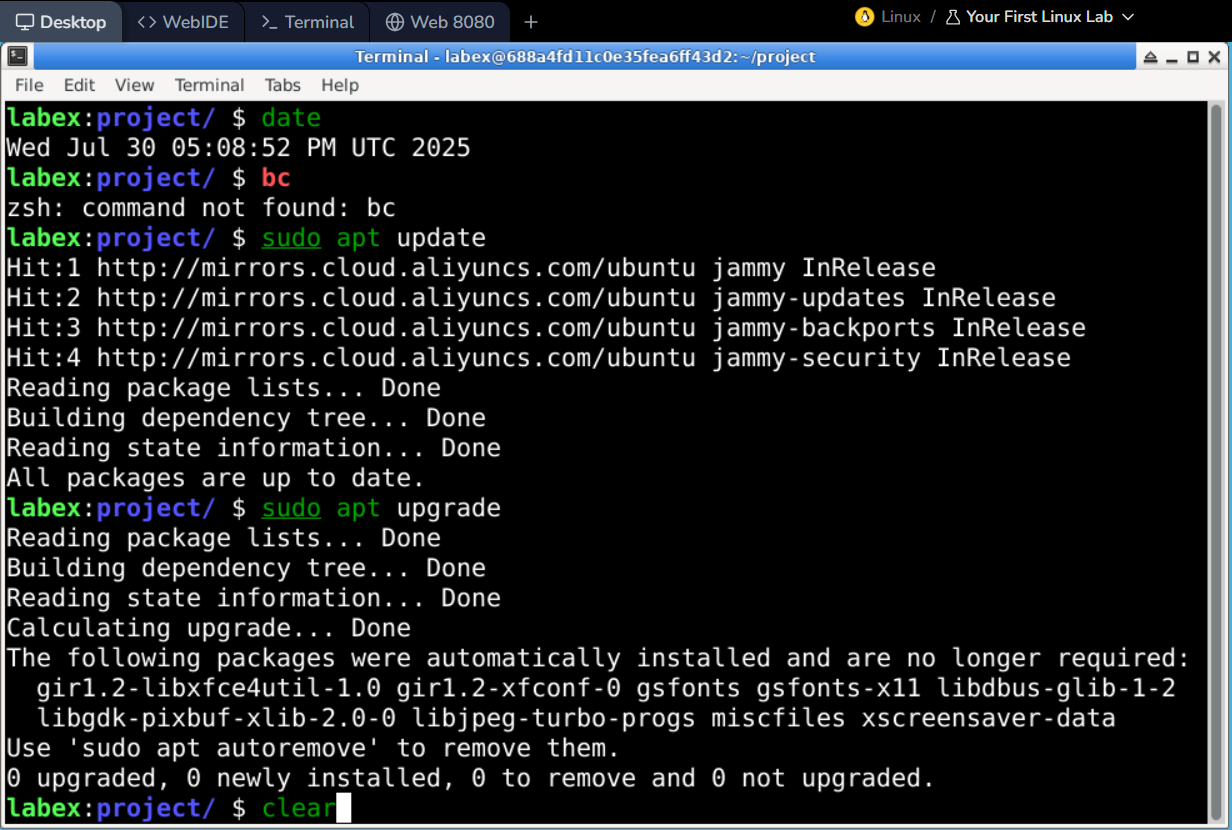 Desktop <> WebIDE >_ Terminal Web 8080 +
Linux / Your First Linux Lab
Terminal - labex@688a4fd11c0e35fea6ff43d2:~/project
File Edit View Terminal Tabs Help
labex:project/ $ date
Wed Jul 30 05:08:52 PM UTC 2025
labex:project/ $ bc
zsh: command not found: bc
labex:project/ $ sudo apt update
Hit:1 http://mirrors.cloud.aliyuncs.com/ubuntu jammy InRelease
Hit:2 http://mirrors.cloud.aliyuncs.com/ubuntu jammy-updates InRelease
Hit:3 http://mirrors.cloud.aliyuncs.com/ubuntu jammy-backports InRelease
Hit:4 http://mirrors.cloud.aliyuncs.com/ubuntu jammy-security InRelease
Reading package lists... Done
Building dependency tree... Done
Reading state information... Done
All packages are up to date.
labex:project/ $ sudo apt upgrade
Reading package lists... Done
Building dependency tree... Done
Reading state information... Done
Calculating upgrade... Done
The following packages were automatically installed and are no longer required:
  gir1.2-libxfce4util-1.0 gir1.2-xfconf-0 gsfonts gsfonts-x11 libdbus-glib-1-2
  libgdk-pixbuf-xlib-2.0-0 libjpeg-turbo-progs miscfiles xscreensaver-data
Use 'sudo apt autoremove' to remove them.
0 upgraded, 0 newly installed, 0 to remove and 0 not upgraded.
labex:project/ $ clear